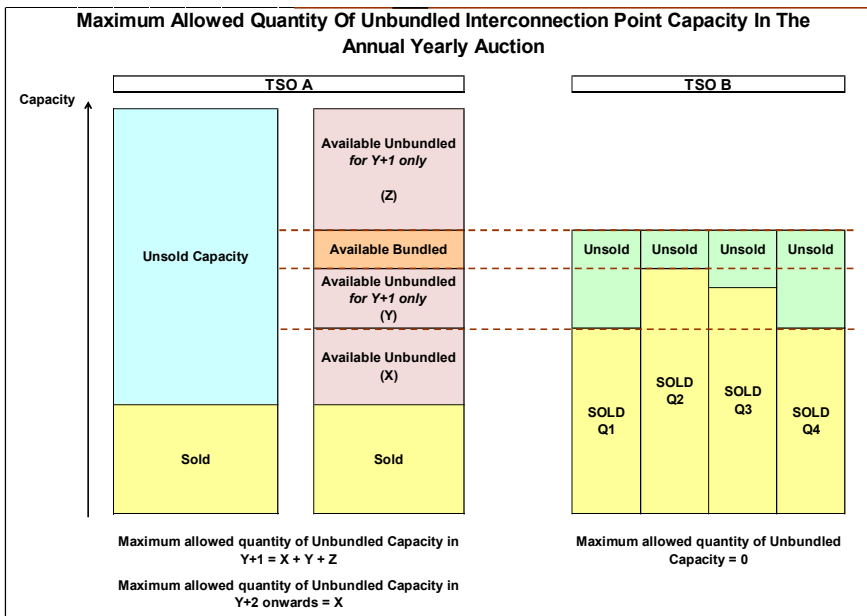 Maximum Allowed Quantity Of Unbundled Interconnection Point Capacity In The
Annual Yearly Auction
TSO A
TSO B
Capacity
Unsold Capacity
Sold
Available Unbundled
for Y+1 only
(Z)
Available Bundled
Available Unbundled
for Y+1 only
(Y)
Available Unbundled
(X)
Sold
Unsold
Unsold
Unsold
Unsold
SOLD
Q1
SOLD
Q2
SOLD
Q3
SOLD
Q4
Maximum allowed quantity of Unbundled Capacity in
Y+1 = X + Y + Z
Maximum allowed quantity of Unbundled Capacity in
Y+2 onwards = X
Maximum allowed quantity of Unbundled
Capacity = 0